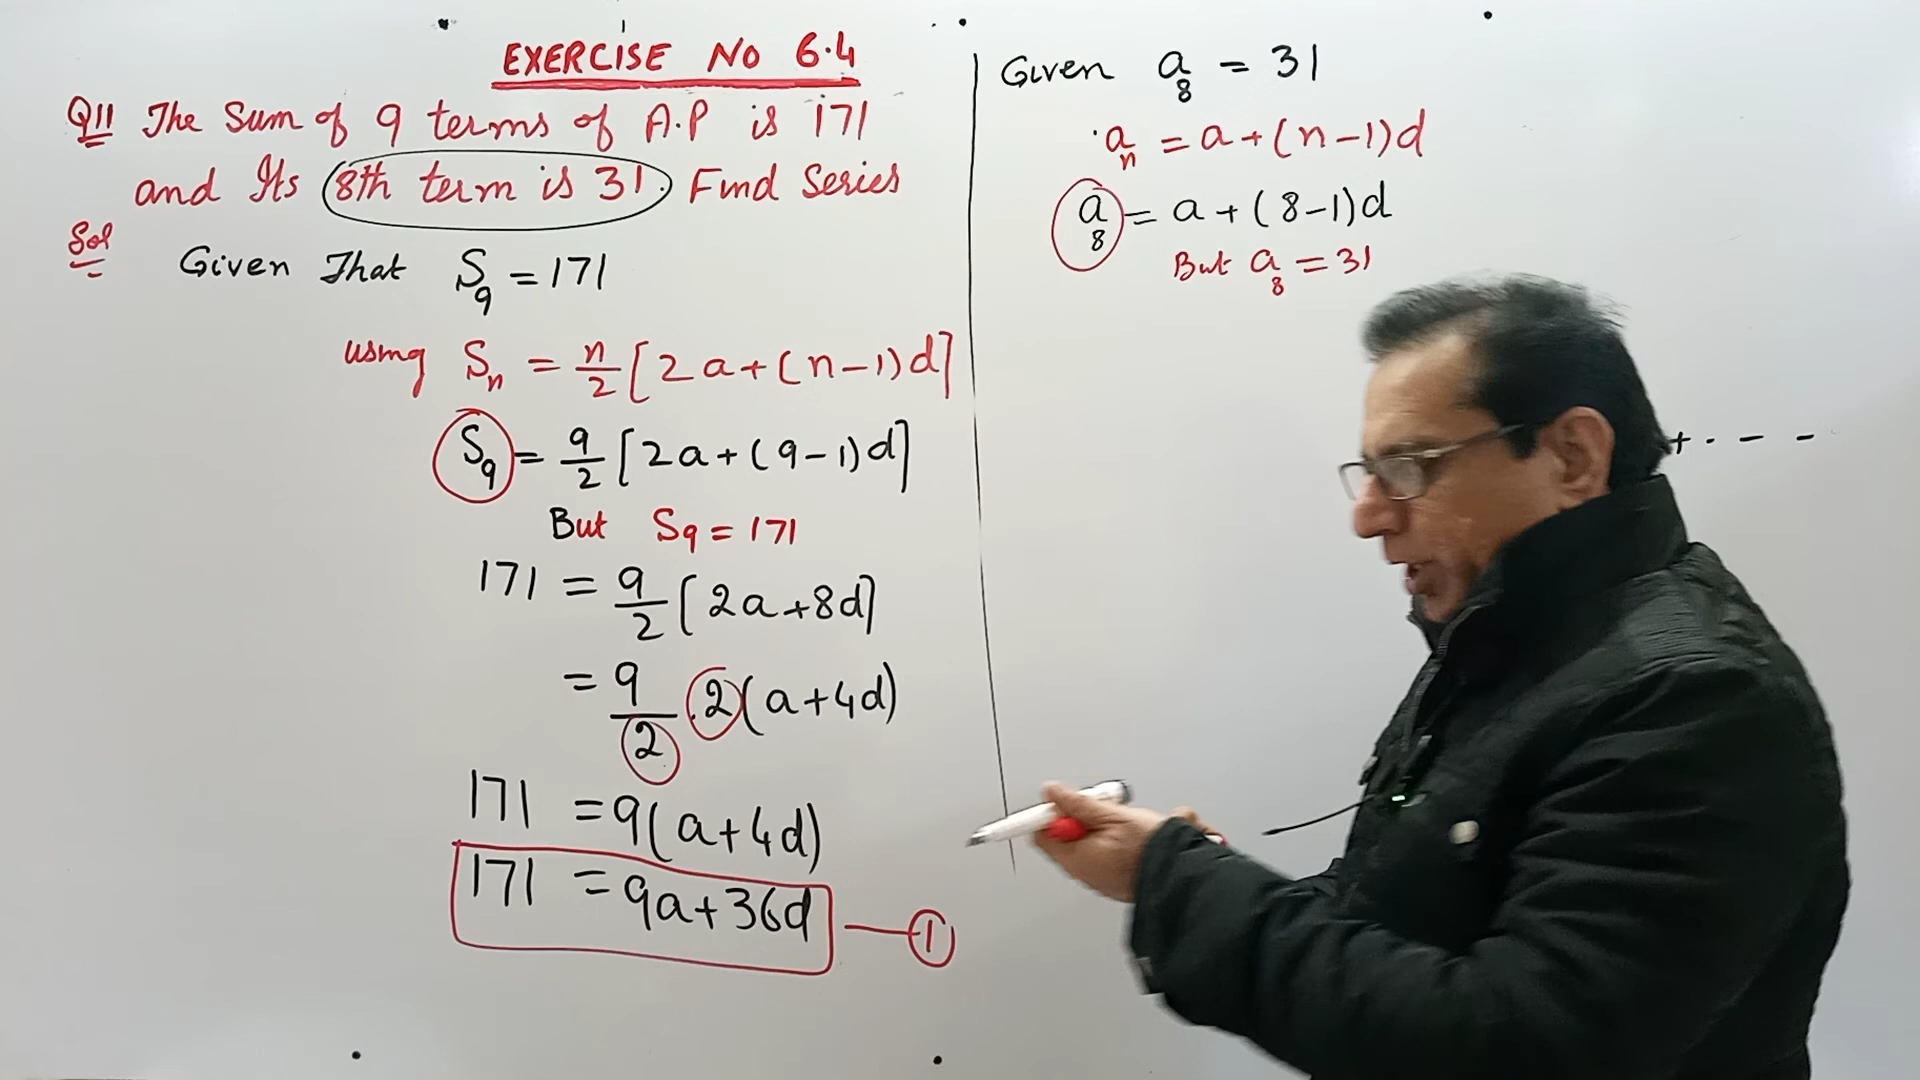 EXERCISE No 6.4
Q11 The Sum of 9 terms of A.P is 171
and Its 8th term is 31. Find Series
Sol
Given That S₉ = 171
using Sₙ = n/2 [2a+(n-1)d]
S₉ = 9/2 [2a+(9-1)d]
But S₉ = 171
171 = 9/2 [2a+8d]
= 9/2 . 2(a+4d)
171 = 9(a+4d)
171 = 9a+36d —①
Given a₈ = 31
aₙ = a+(n-1)d
a₈ = a+(8-1)d
But a₈ = 31
+ - - -